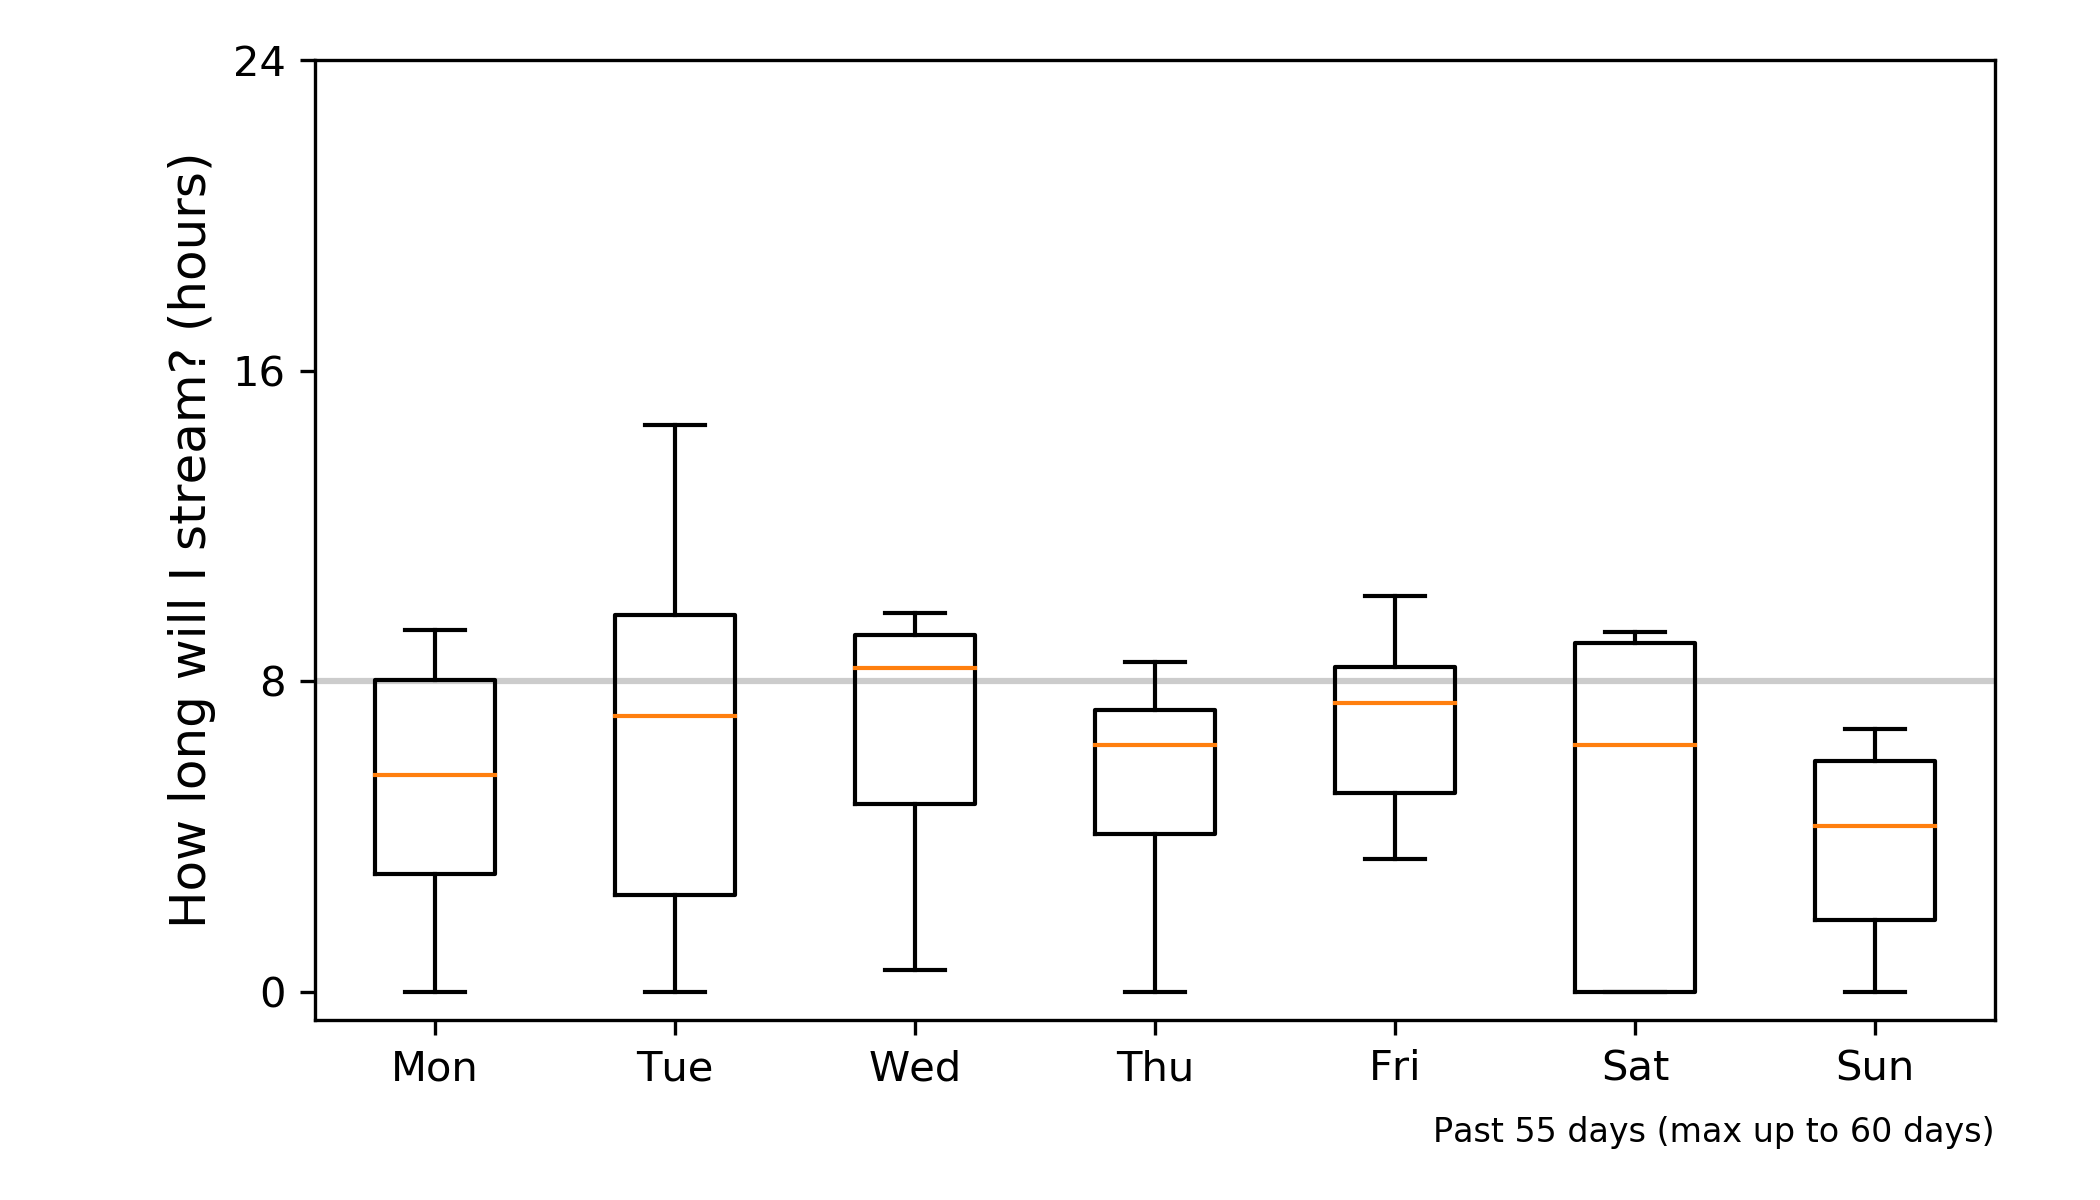 How long will I stream? (hours)
24
16
8
0
Mon Tue Wed Thu Fri Sat Sun
Past 55 days (max up to 60 days)